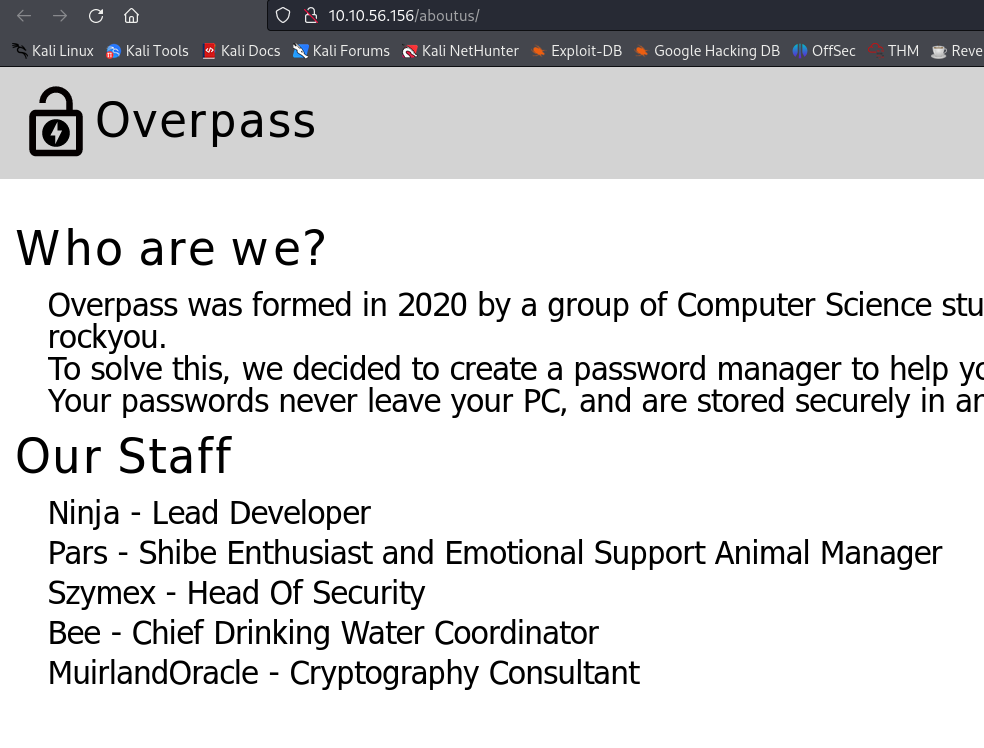 10.10.56.156/aboutus/
Kali Linux Kali Tools Kali Docs Kali Forums Kali NetHunter Exploit-DB Google Hacking DB OffSec THM Reve
Overpass
Who are we?
Overpass was formed in 2020 by a group of Computer Science stu
rockyou.
To solve this, we decided to create a password manager to help yo
Your passwords never leave your PC, and are stored securely in an
Our Staff
Ninja - Lead Developer
Pars - Shibe Enthusiast and Emotional Support Animal Manager
Szymex - Head Of Security
Bee - Chief Drinking Water Coordinator
MuirlandOracle - Cryptography Consultant